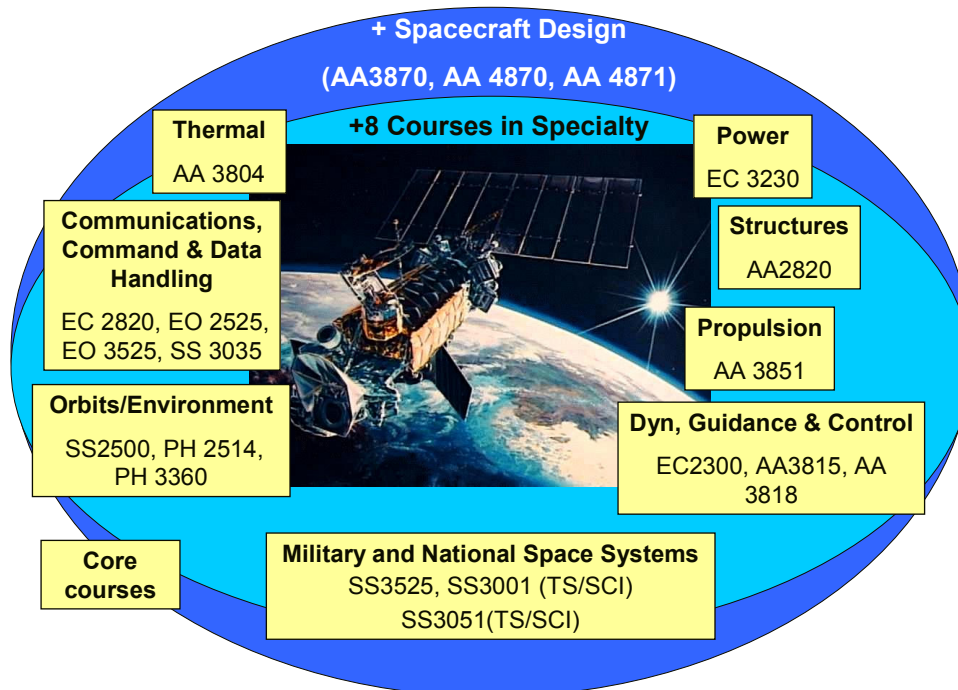 + Spacecraft Design
(AA3870, AA 4870, AA 4871)
+8 Courses in Specialty
Thermal
AA 3804
Communications,
Command & Data
Handling
EC 2820, EO 2525,
EO 3525, SS 3035
Orbits/Environment
SS2500, PH 2514,
PH 3360
Core
courses
Power
EC 3230
Structures
AA2820
Propulsion
AA 3851
Dyn, Guidance & Control
EC2300, AA3815, AA
3818
Military and National Space Systems
SS3525, SS3001 (TS/SCI)
SS3051(TS/SCI)